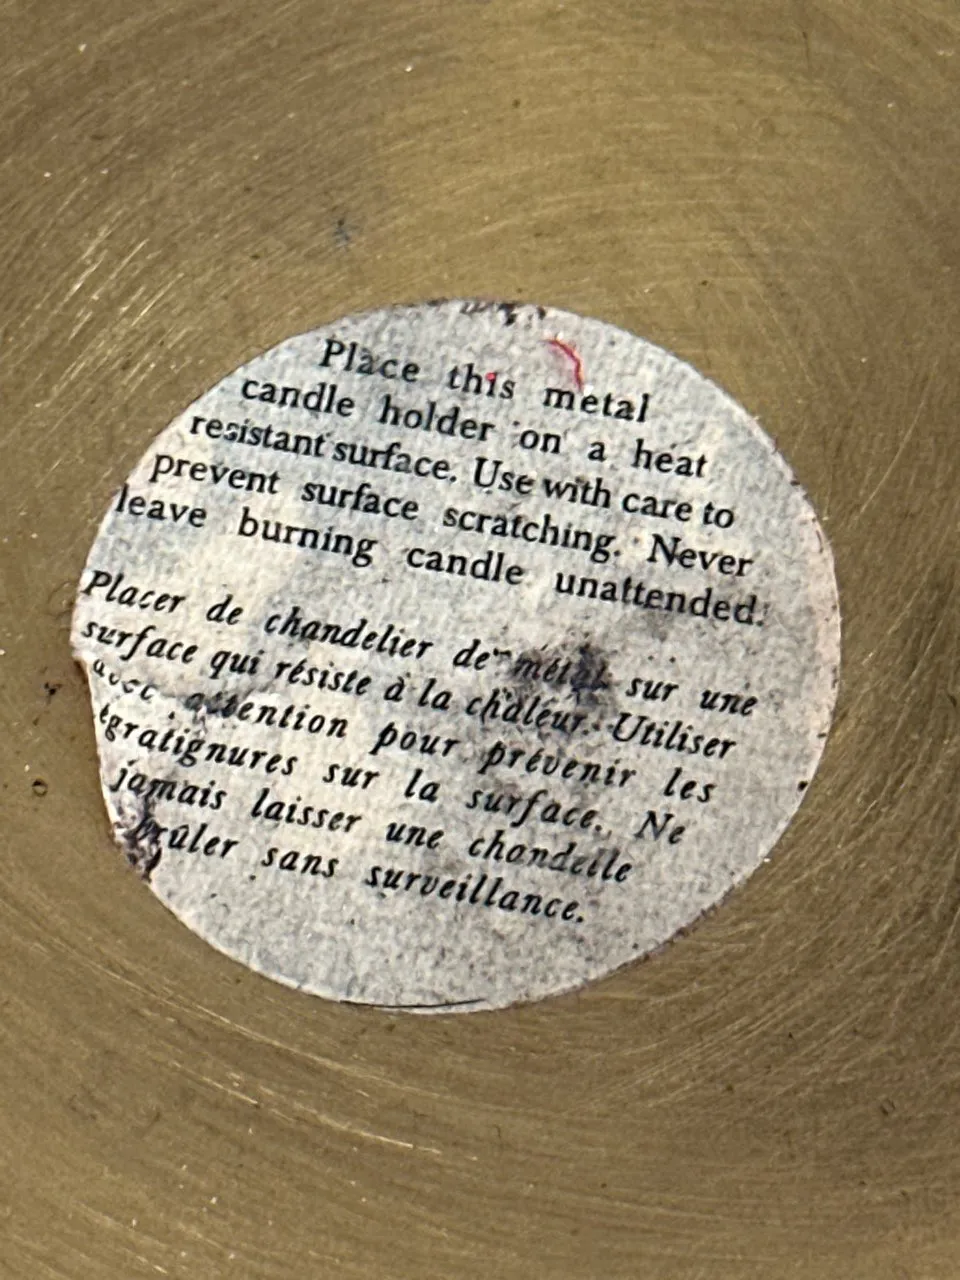 Place this metal
candle holder on a heat
resistant surface. Use with care to
prevent surface scratching. Never
leave burning candle unattended.
Placer de chandelier de métal sur une
surface qui résiste à la chaleur. Utiliser
avec attention pour prévenir les
égratignures sur la surface. Ne
jamais laisser une chandelle
brûler sans surveillance.